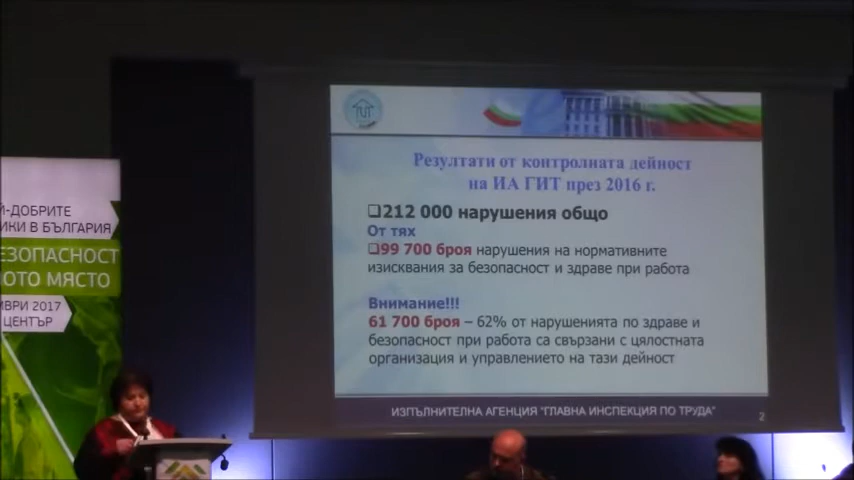 Резултати от контролната дейност
на ИА ГИТ през 2016 г.
❑212 000 нарушения общо
От тях
❑99 700 броя нарушения на нормативните
изисквания за безопасност и здраве при работа
Внимание!!!
61 700 броя – 62% от нарушенията по здраве и
безопасност при работа са свързани с цялостната
организация и управлението на тази дейност
ИЗПЪЛНИТЕЛНА АГЕНЦИЯ "ГЛАВНА ИНСПЕКЦИЯ ПО ТРУДА"
2
Й-ДОБРИТЕ
ИКИ В БЪЛГАРИЯ
ЕЗОПАСНОСТ
ОТО МЯСТО
МВРИ 2017
ЦЕНТЪР